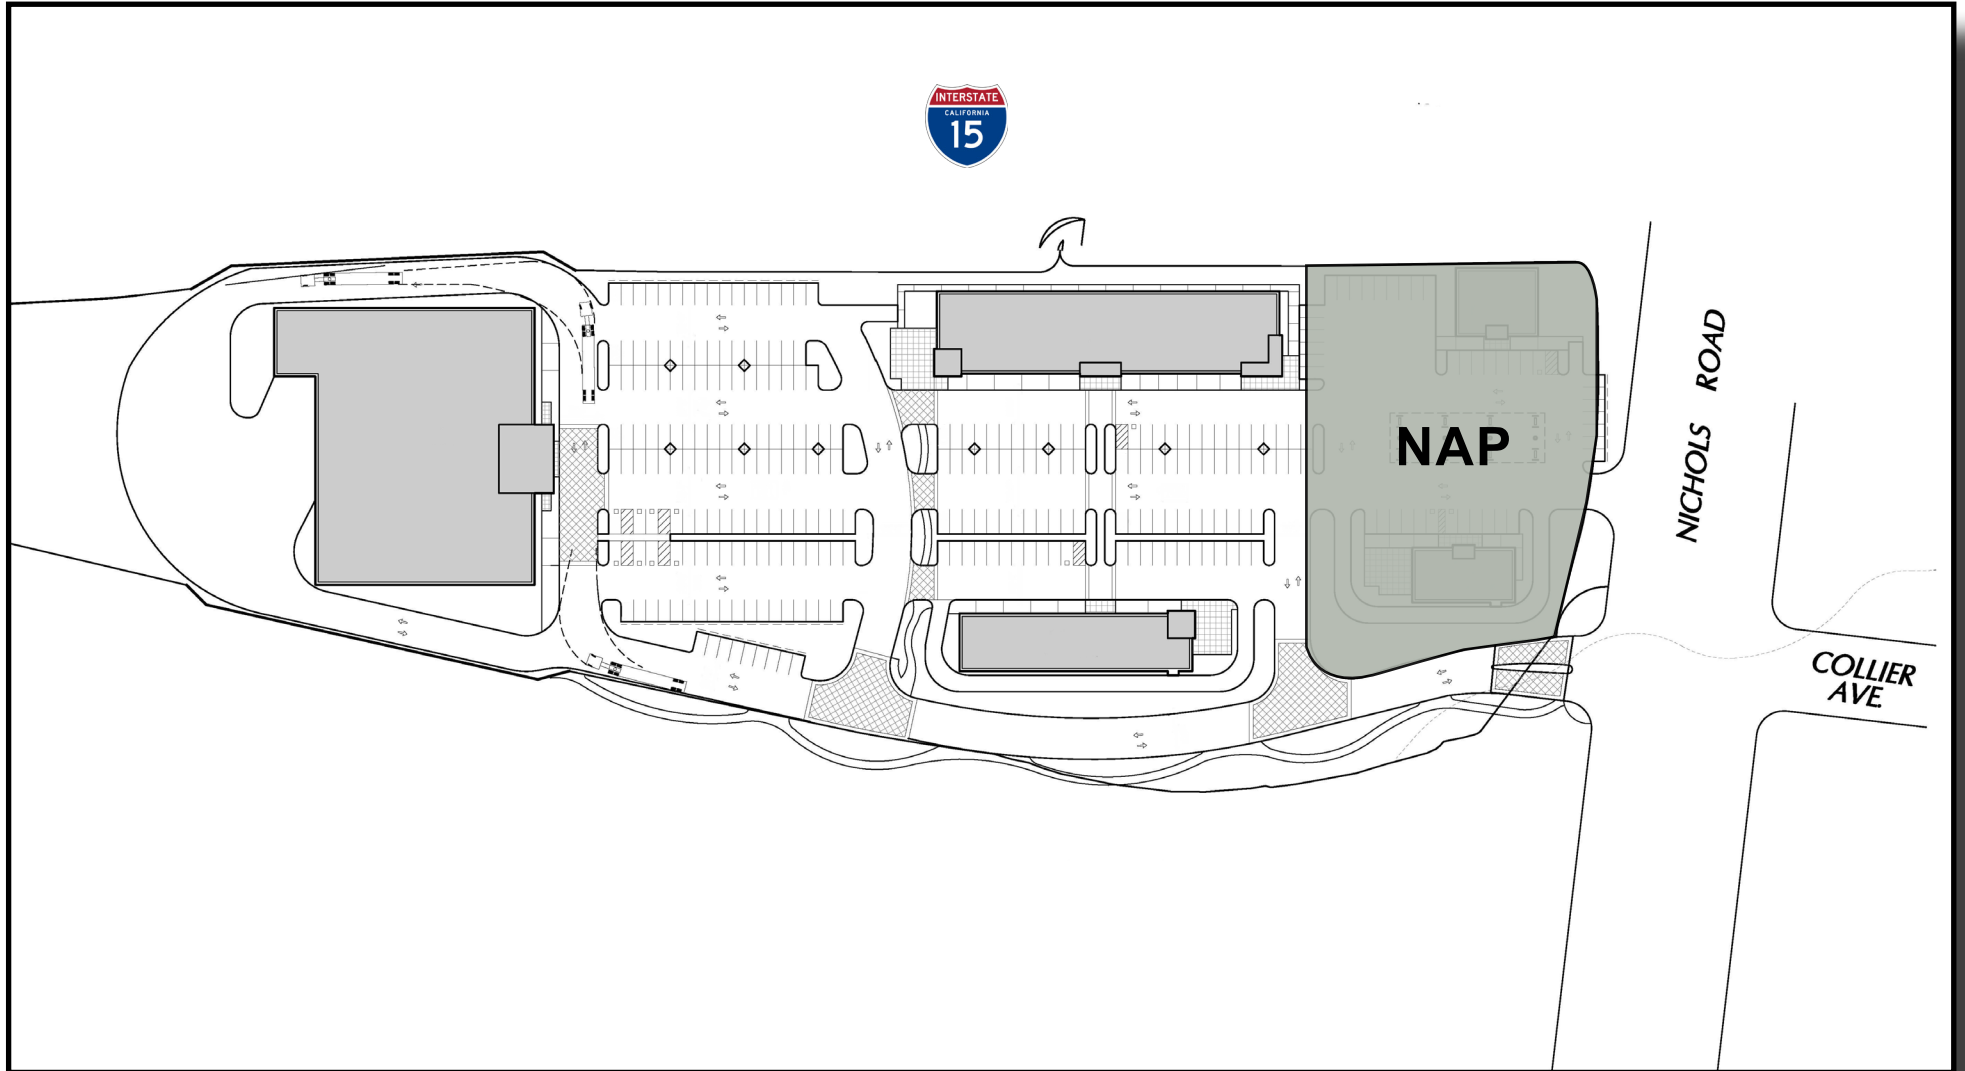 INTERSTATE
CALIFORNIA
15
NAP
NICHOLS ROAD
COLLIER
AVE.